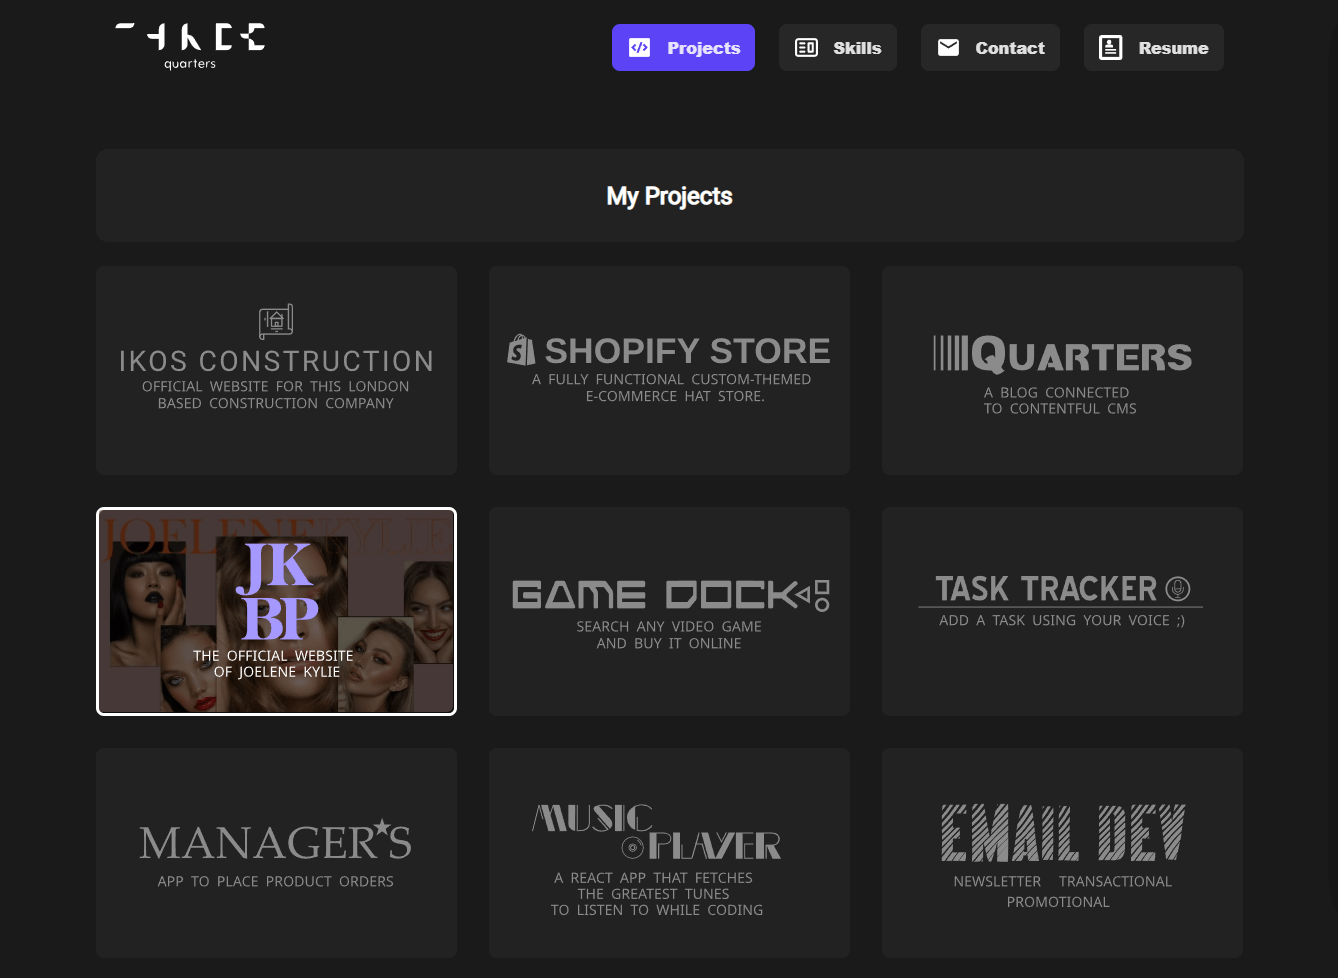 THREE
quarters
Projects
Skills
Contact
Resume
My Projects
IKOS CONSTRUCTION
OFFICIAL WEBSITE FOR THIS LONDON
BASED CONSTRUCTION COMPANY
SHOPIFY STORE
A FULLY FUNCTIONAL CUSTOM-THEMED
E-COMMERCE HAT STORE.
QUARTERS
A BLOG CONNECTED
TO CONTENTFUL CMS
JOELENE KYLIE
JK
BP
THE OFFICIAL WEBSITE
OF JOELENE KYLIE
GAME DOCK
SEARCH ANY VIDEO GAME
AND BUY IT ONLINE
TASK TRACKER
ADD A TASK USING YOUR VOICE ;)
MANAGER'S
APP TO PLACE PRODUCT ORDERS
MUSIC
PLAYER
A REACT APP THAT FETCHES
THE GREATEST TUNES
TO LISTEN TO WHILE CODING
EMAIL DEV
NEWSLETTER TRANSACTIONAL
PROMOTIONAL